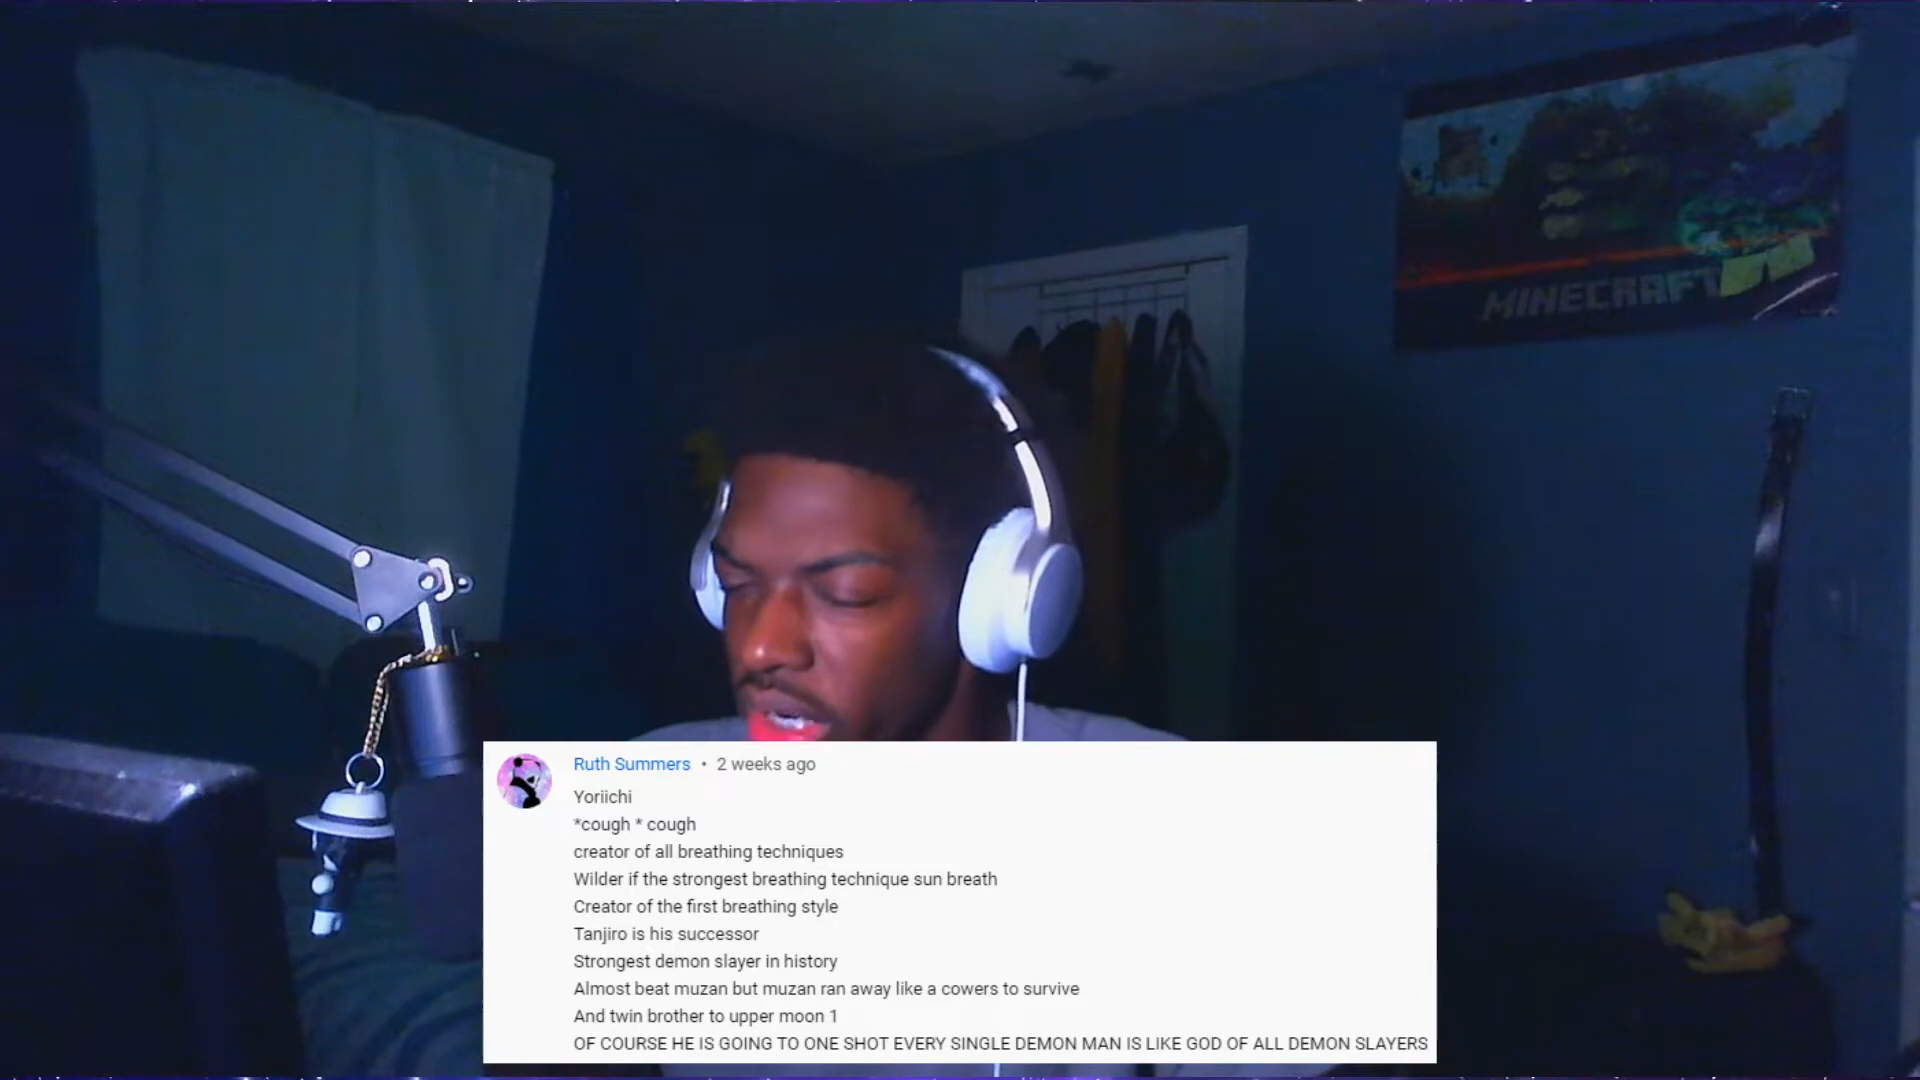 MINECRAFT
Ruth Summers • 2 weeks ago
Yoriichi
*cough * cough
creator of all breathing techniques
Wilder if the strongest breathing technique sun breath
Creator of the first breathing style
Tanjiro is his successor
Strongest demon slayer in history
Almost beat muzan but muzan ran away like a cowers to survive
And twin brother to upper moon 1
OF COURSE HE IS GOING TO ONE SHOT EVERY SINGLE DEMON MAN IS LIKE GOD OF ALL DEMON SLAYERS